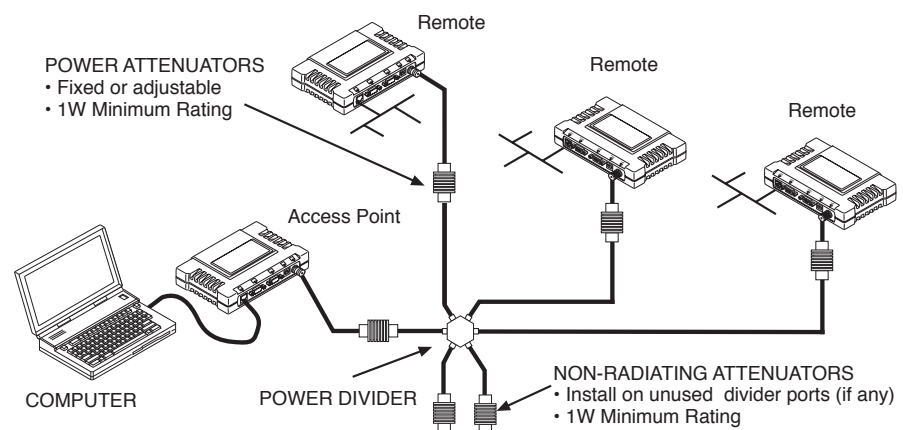 Remote
POWER ATTENUATORS
• Fixed or adjustable
• 1W Minimum Rating
Remote
Remote
Access Point
COMPUTER
POWER DIVIDER
NON-RADIATING ATTENUATORS
• Install on unused divider ports (if any)
• 1W Minimum Rating